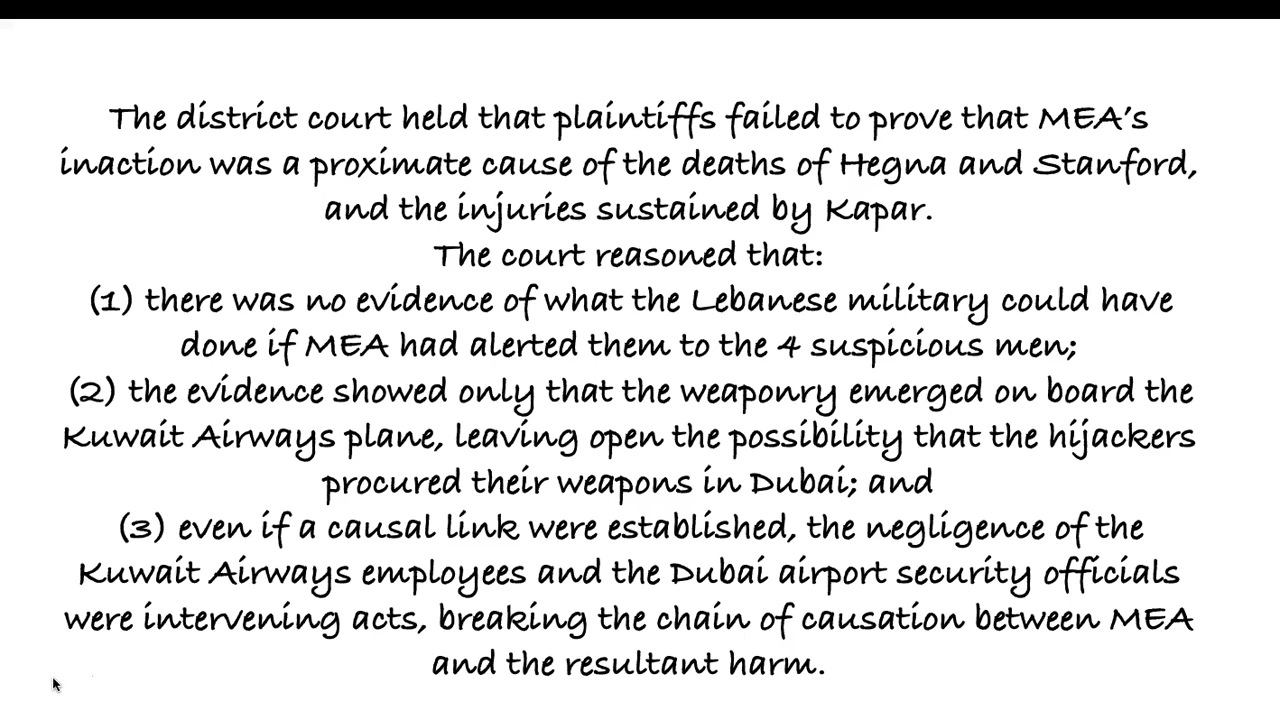 The district court held that plaintiffs failed to prove that MEA's
inaction was a proximate cause of the deaths of Hegna and Stanford,
and the injuries sustained by Kapar.
The court reasoned that:
(1) there was no evidence of what the Lebanese military could have
done if MEA had alerted them to the 4 suspicious men;
(2) the evidence showed only that the weaponry emerged on board the
Kuwait Airways plane, leaving open the possibility that the hijackers
procured their weapons in Dubai; and
(3) even if a causal link were established, the negligence of the
Kuwait Airways employees and the Dubai airport security officials
were intervening acts, breaking the chain of causation between MEA
and the resultant harm.